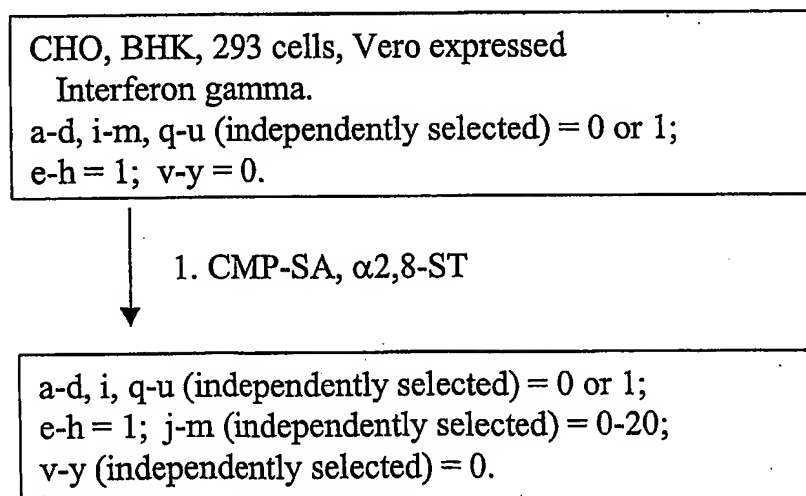 CHO, BHK, 293 cells, Vero expressed
Interferon gamma.
a-d, i-m, q-u (independently selected) = 0 or 1;
e-h = 1; v-y = 0.
1. CMP-SA, α2,8-ST
a-d, i, q-u (independently selected) = 0 or 1;
e-h = 1; j-m (independently selected) = 0-20;
v-y (independently selected) = 0.